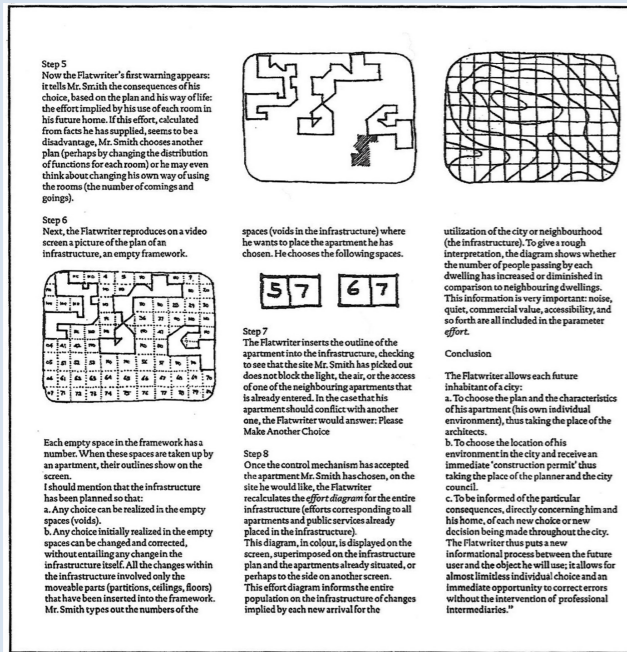 Step 5
Now the Flatwriter's first warning appears:
it tells Mr. Smith the consequences of his
choice, based on the plan and his way of life:
the effort implied by his use of each room in
his future home. If this effort, calculated
from facts he has supplied, seems to be a
disadvantage, Mr. Smith chooses another
plan (perhaps by changing the distribution
of functions for each room) or he may even
think about changing his own way of using
the rooms (the number of comings and
goings).
Step 6
Next, the Flatwriter reproduces on a video
screen a picture of the plan of an
infrastructure, an empty framework.
Each empty space in the framework has a
number. When these spaces are taken up by
an apartment, their outlines show on the
screen.
I should mention that the infrastructure
has been planned so that:
a. Any choice can be realized in the empty
spaces (voids).
b. Any choice initially realized in the empty
spaces can be changed and corrected,
without entailing any change in the
infrastructure itself. All the changes within
the infrastructure involved only the
moveable parts (partitions, ceilings, floors)
that have been inserted into the framework.
Mr. Smith types out the numbers of the
spaces (voids in the infrastructure) where
he wants to place the apartment he has
chosen. He chooses the following spaces.
57 67
Step 7
The Flatwriter inserts the outline of the
apartment into the infrastructure, checking
to see that the site Mr. Smith has picked out
does not block the light, the air, or the access
of one of the neighbouring apartments that
is already entered. In the case that his
apartment should conflict with another
one, the Flatwriter would answer: Please
Make Another Choice
Step 8
Once the control mechanism has accepted
the apartment Mr. Smith has chosen, on the
site he would like, the Flatwriter
recalculates the effort diagram for the entire
infrastructure (efforts corresponding to all
apartments and public services already
placed in the infrastructure).
This diagram, in colour, is displayed on the
screen, superimposed on the infrastructure
plan and the apartments already situated, or
perhaps to the side on another screen.
This effort diagram informs the entire
population on the infrastructure of changes
implied by each new arrival for the
utilization of the city or neighbourhood
(the infrastructure). To give a rough
interpretation, the diagram shows whether
the number of people passing by each
dwelling has increased or diminished in
comparison to neighbouring dwellings.
This information is very important: noise,
quiet, commercial value, accessibility, and
so forth are all included in the parameter
effort.
Conclusion
The Flatwriter allows each future
inhabitant of a city:
a. To choose the plan and the characteristics
of his apartment (his own individual
environment), thus taking the place of the
architects.
b. To choose the location of his
environment in the city and receive an
immediate 'construction permit' thus
taking the place of the planner and the city
council.
c. To be informed of the particular
consequences, directly concerning him and
his home, of each new choice or new
decision being made throughout the city.
The Flatwriter thus puts a new
informational process between the future
user and the object he will use; it allows for
almost limitless individual choice and an
immediate opportunity to correct errors
without the intervention of professional
intermediaries."